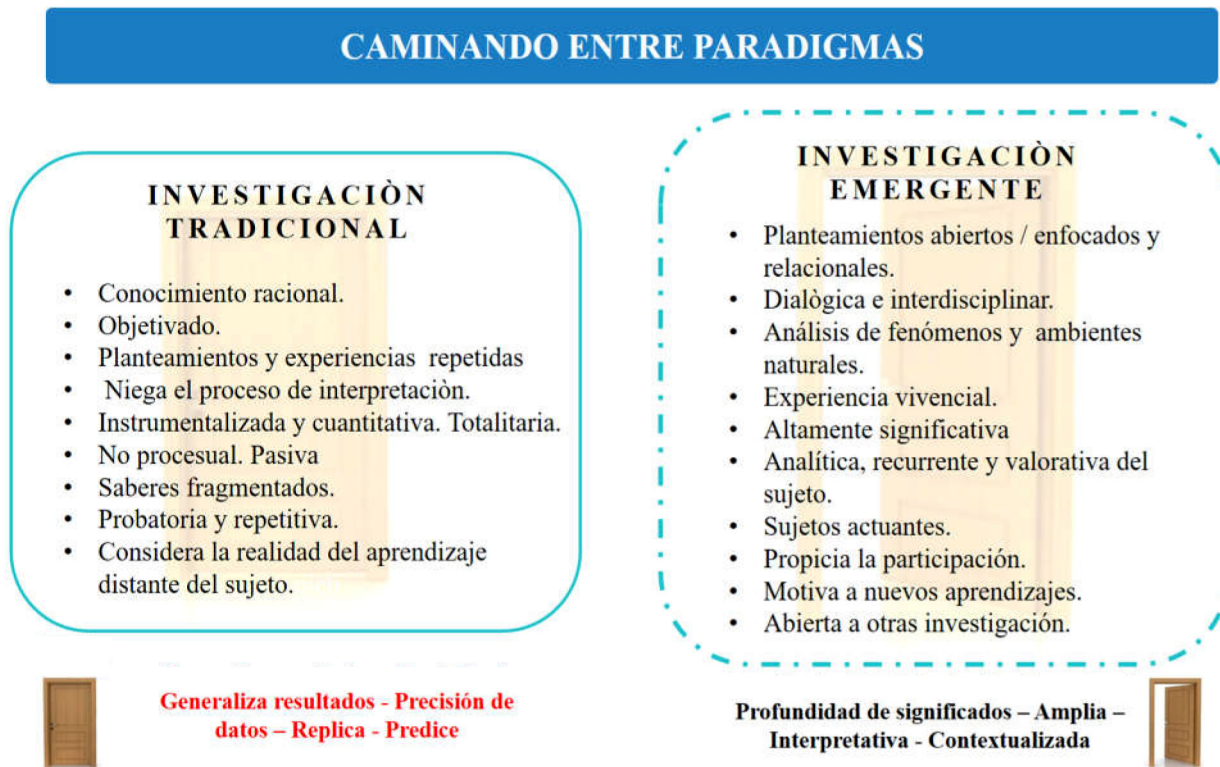 CAMINANDO ENTRE PARADIGMAS
INVESTIGACIÒN
TRADICIONAL
• Conocimiento racional.
• Objetivado.
• Planteamientos y experiencias repetidas
• Niega el proceso de interpretaciòn.
• Instrumentalizada y cuantitativa. Totalitaria.
• No procesual. Pasiva
• Saberes fragmentados.
• Probatoria y repetitiva.
• Considera la realidad del aprendizaje
distante del sujeto.
Generaliza resultados - Precisión de
datos – Replica - Predice
INVESTIGACIÒN
EMERGENTE
• Planteamientos abiertos / enfocados y
relacionales.
• Dialògica e interdisciplinar.
• Análisis de fenómenos y ambientes
naturales.
• Experiencia vivencial.
• Altamente significativa
• Analítica, recurrente y valorativa del
sujeto.
• Sujetos actuantes.
• Propicia la participación.
• Motiva a nuevos aprendizajes.
• Abierta a otras investigación.
Profundidad de significados – Amplia –
Interpretativa - Contextualizada